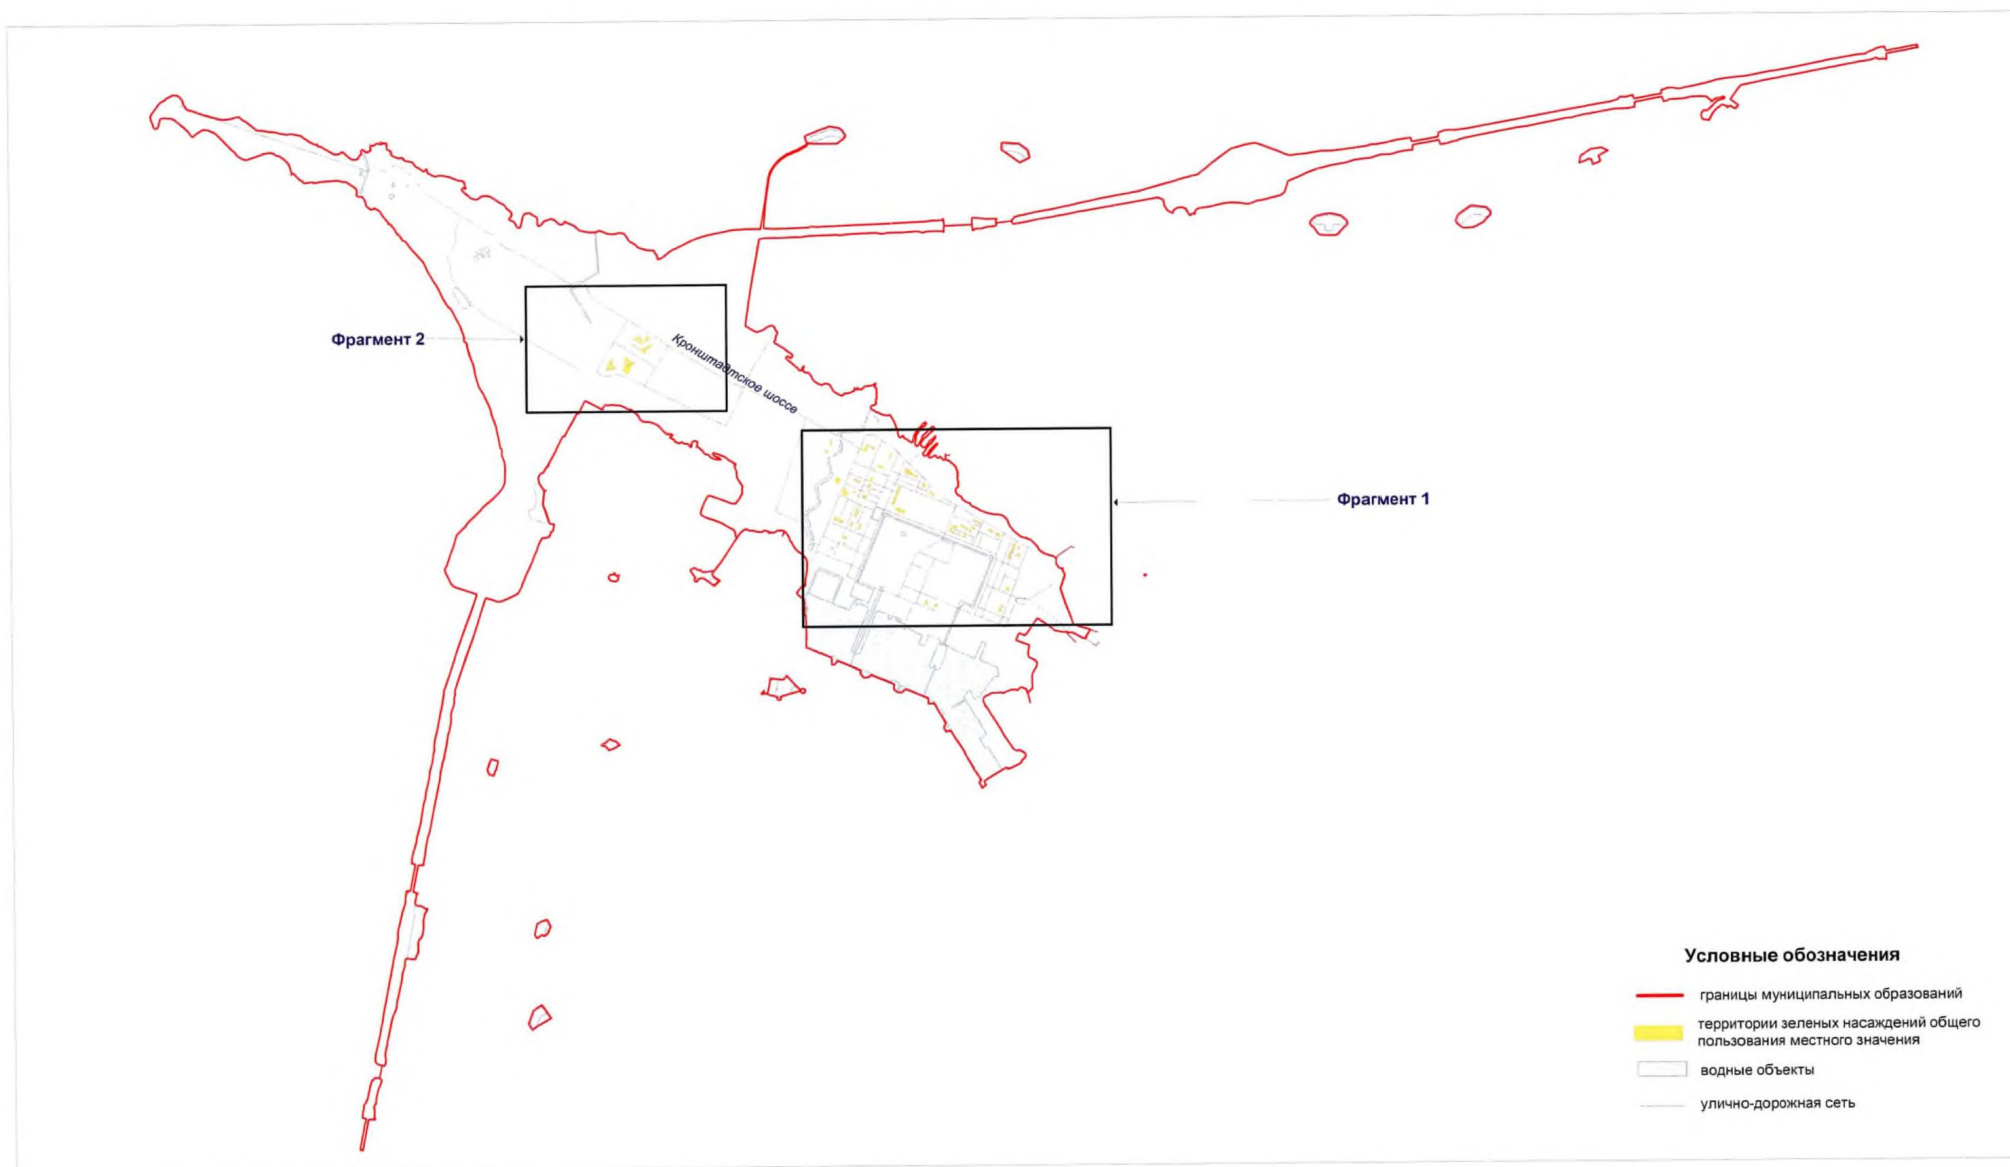 Фрагмент 2
Кронштадтское шоссе
Фрагмент 1
Условные обозначения
границы муниципальных образований
территории зеленых насаждений общего
пользования местного значения
водные объекты
улично-дорожная сеть